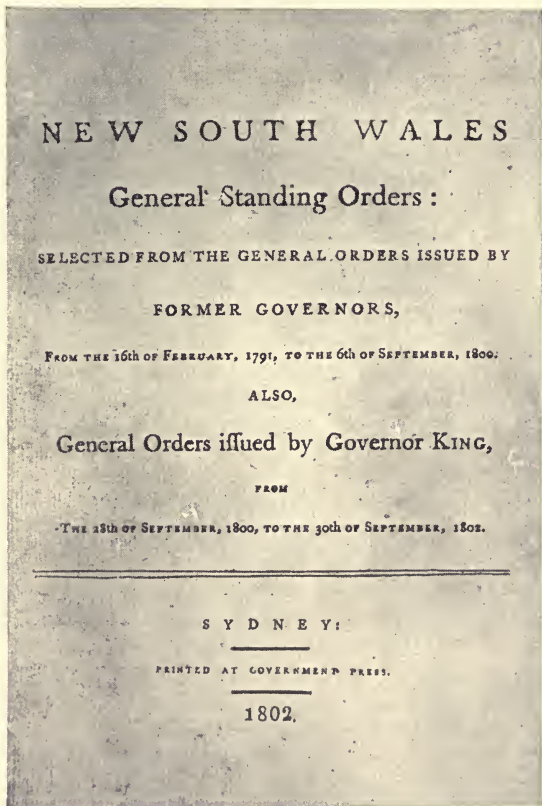 NEW SOUTH WALES
General Standing Orders:
SELECTED FROM THE GENERAL ORDERS ISSUED BY
FORMER GOVERNORS,
FROM THE 16th OF FEBRUARY, 1791, TO THE 6th OF SEPTEMBER, 1800.
ALSO,
General Orders iſſued by Governor KING,
FROM
THE 28th OF SEPTEMBER, 1800, TO THE 30th OF SEPTEMBER, 1802.
SYDNEY:
PRINTED AT GOVERNMENT PRESS.
1802.